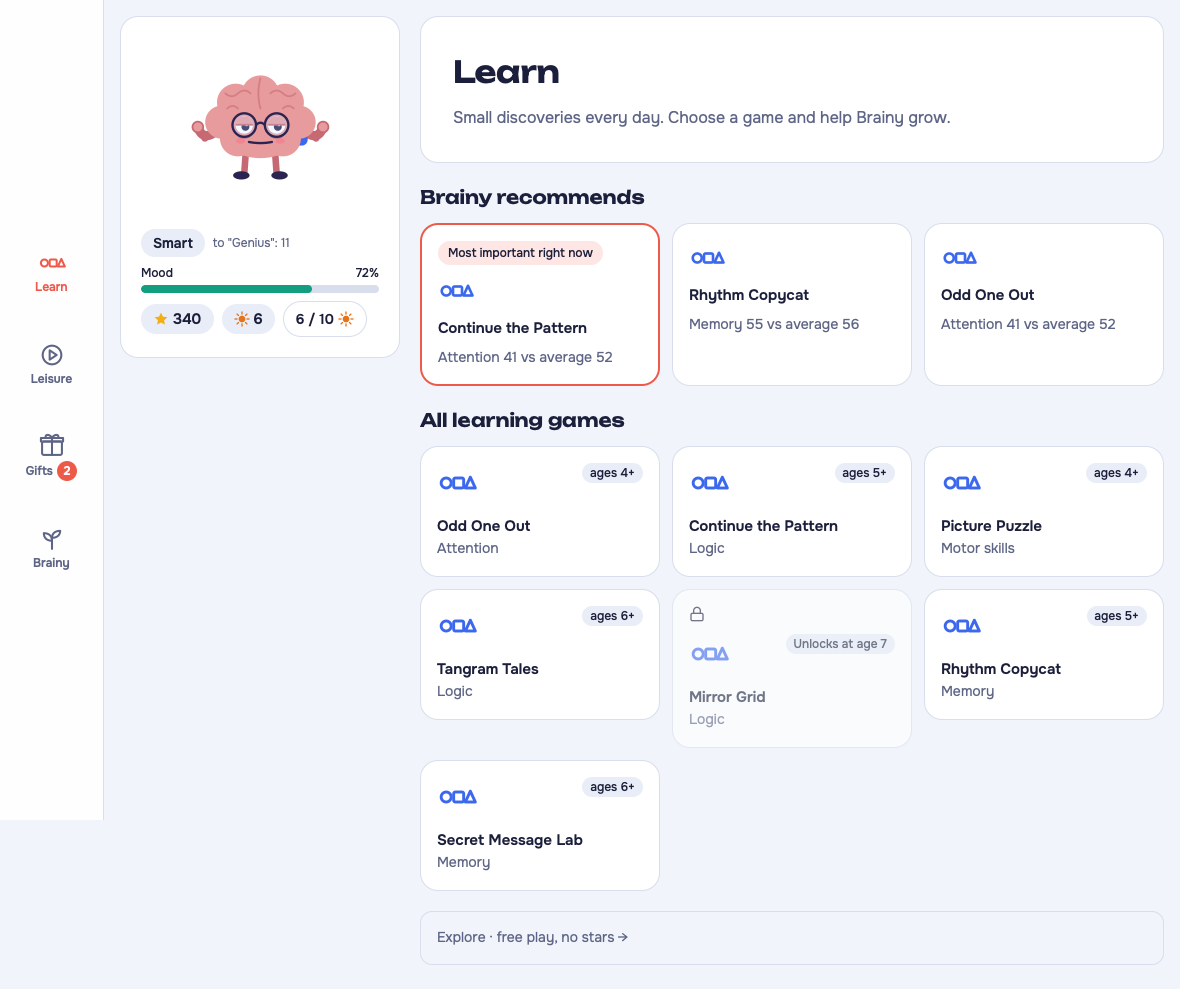 Learn
Leisure
Gifts 2
Brainy
Smart to "Genius": 11
Mood 72%
340 6 6 / 10
Learn
Small discoveries every day. Choose a game and help Brainy grow.
Brainy recommends
Most important right now
Continue the Pattern
Attention 41 vs average 52
Rhythm Copycat
Memory 55 vs average 56
Odd One Out
Attention 41 vs average 52
All learning games
ages 4+
Odd One Out
Attention
ages 5+
Continue the Pattern
Logic
ages 4+
Picture Puzzle
Motor skills
ages 6+
Tangram Tales
Logic
Unlocks at age 7
Mirror Grid
Logic
ages 5+
Rhythm Copycat
Memory
ages 6+
Secret Message Lab
Memory
Explore · free play, no stars →